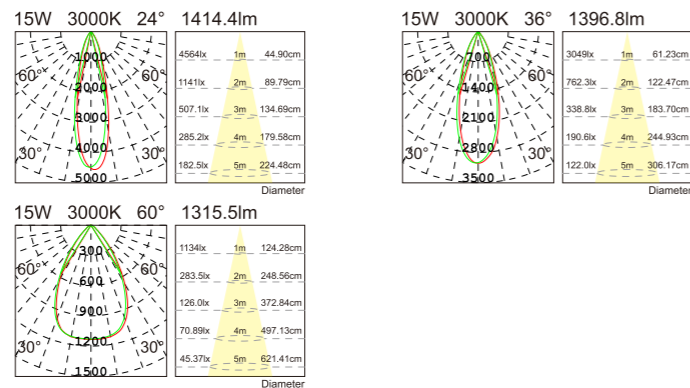 15W 3000K 24° 1414.4lm
1000
2000
3000
4000
5000
60° 60°
30° 30°
4564lx 1m 44.90cm
1141lx 2m 89.79cm
507.1lx 3m 134.69cm
285.2lx 4m 179.58cm
182.5lx 5m 224.48cm
Diameter
15W 3000K 36° 1396.8lm
700
1400
2100
2800
3500
60° 60°
30° 30°
3049lx 1m 61.23cm
762.3lx 2m 122.47cm
338.8lx 3m 183.70cm
190.6lx 4m 244.93cm
122.0lx 5m 306.17cm
Diameter
15W 3000K 60° 1315.5lm
300
600
900
1200
1500
60° 60°
30° 30°
1134lx 1m 124.28cm
283.5lx 2m 248.56cm
126.0lx 3m 372.84cm
70.89lx 4m 497.13cm
45.37lx 5m 621.41cm
Diameter